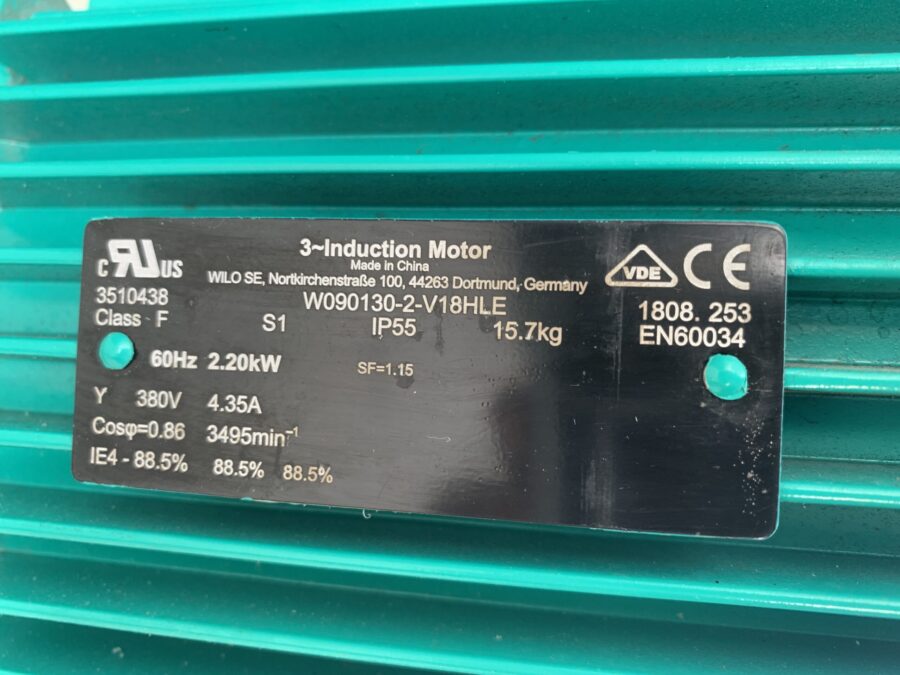 3~Induction Motor
Made in China
WILO SE, Nortkirchenstraße 100, 44263 Dortmund, Germany
W090130-2-V18HLE
c RU US
VDE
CE
3510438
1808. 253
Class F
S1
IP55
15.7kg
EN60034
60Hz 2.20kW
SF=1.15
Y 380V 4.35A
Cosφ=0.86 3495min⁻¹
IE4 - 88.5% 88.5% 88.5%